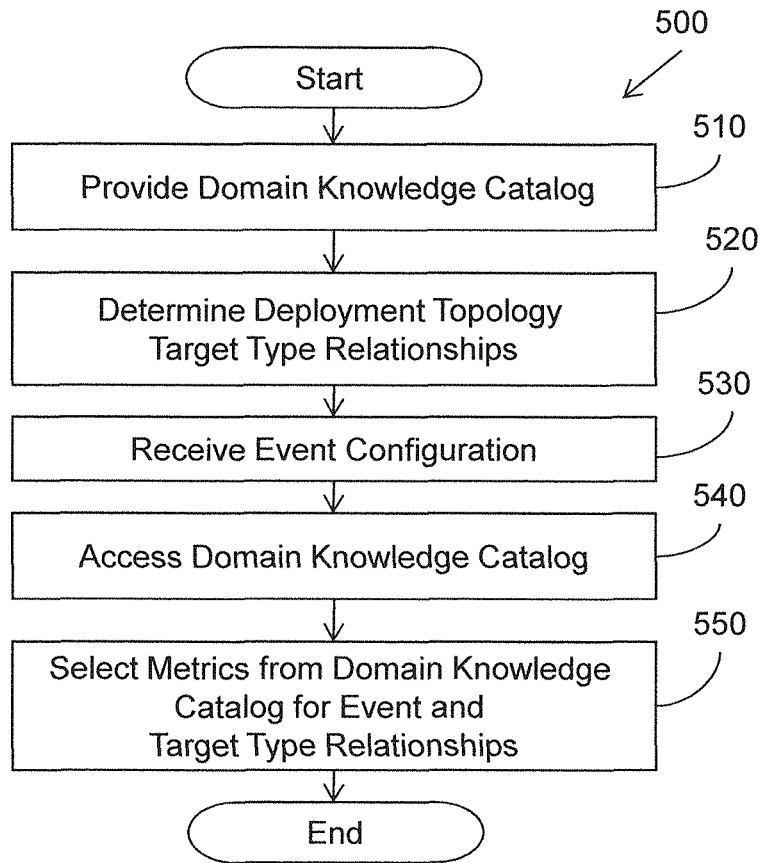 500
Start
510
Provide Domain Knowledge Catalog
520
Determine Deployment Topology
Target Type Relationships
530
Receive Event Configuration
540
Access Domain Knowledge Catalog
550
Select Metrics from Domain Knowledge
Catalog for Event and
Target Type Relationships
End